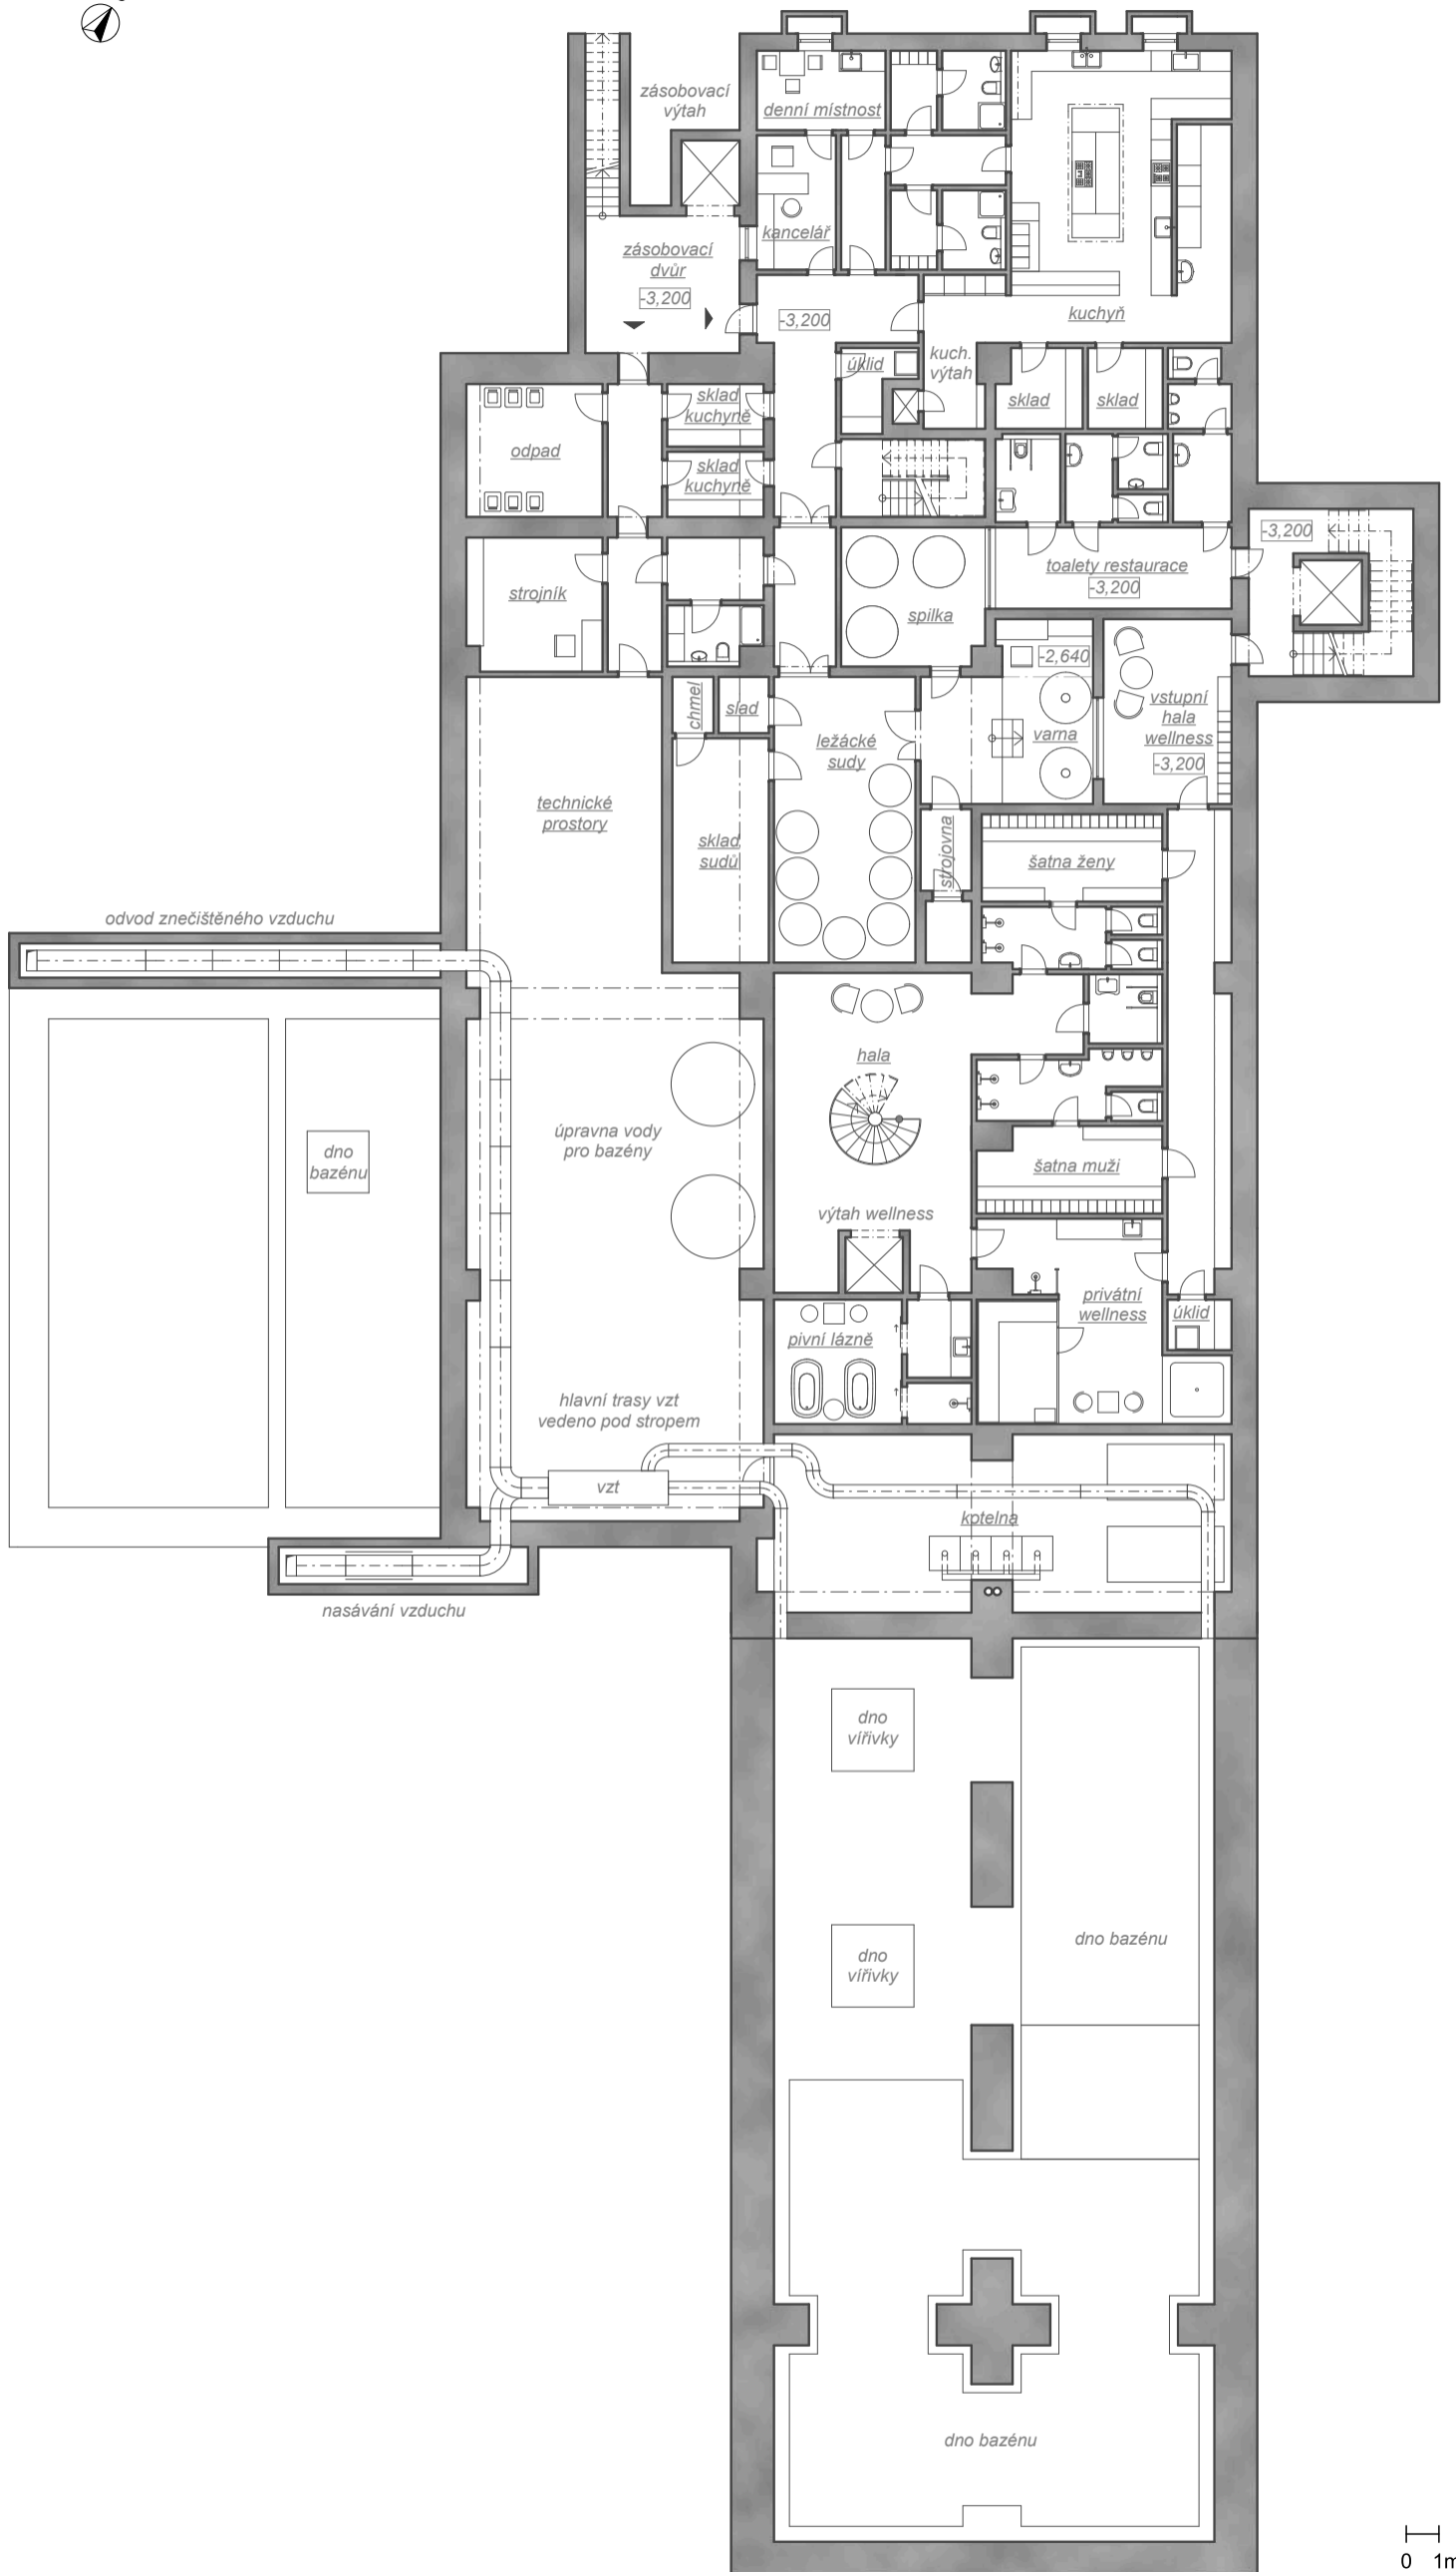 zásobovací
výtah
denní místnost
kancelář
zásobovací
dvůr
-3,200
-3,200
kuchyň
úklid
kuch.
výtah
sklad
sklad
sklad
kuchyně
odpad
sklad
kuchyně
-3,200
toalety restaurace
-3,200
strojník
spilka
-2,640
chmel
slad
vstupní
hala
wellness
-3,200
ležácké
sudy
varna
technické
prostory
sklad
sudů
strojovna
šatna ženy
odvod znečištěného vzduchu
hala
úpravna vody
pro bazény
dno
bazénu
šatna muži
výtah wellness
privátní
wellness
úklid
pivní lázně
hlavní trasy vzt
vedeno pod stropem
vzt
kotelna
nasávání vzduchu
dno
vířivky
dno bazénu
dno
vířivky
dno bazénu
0 1m